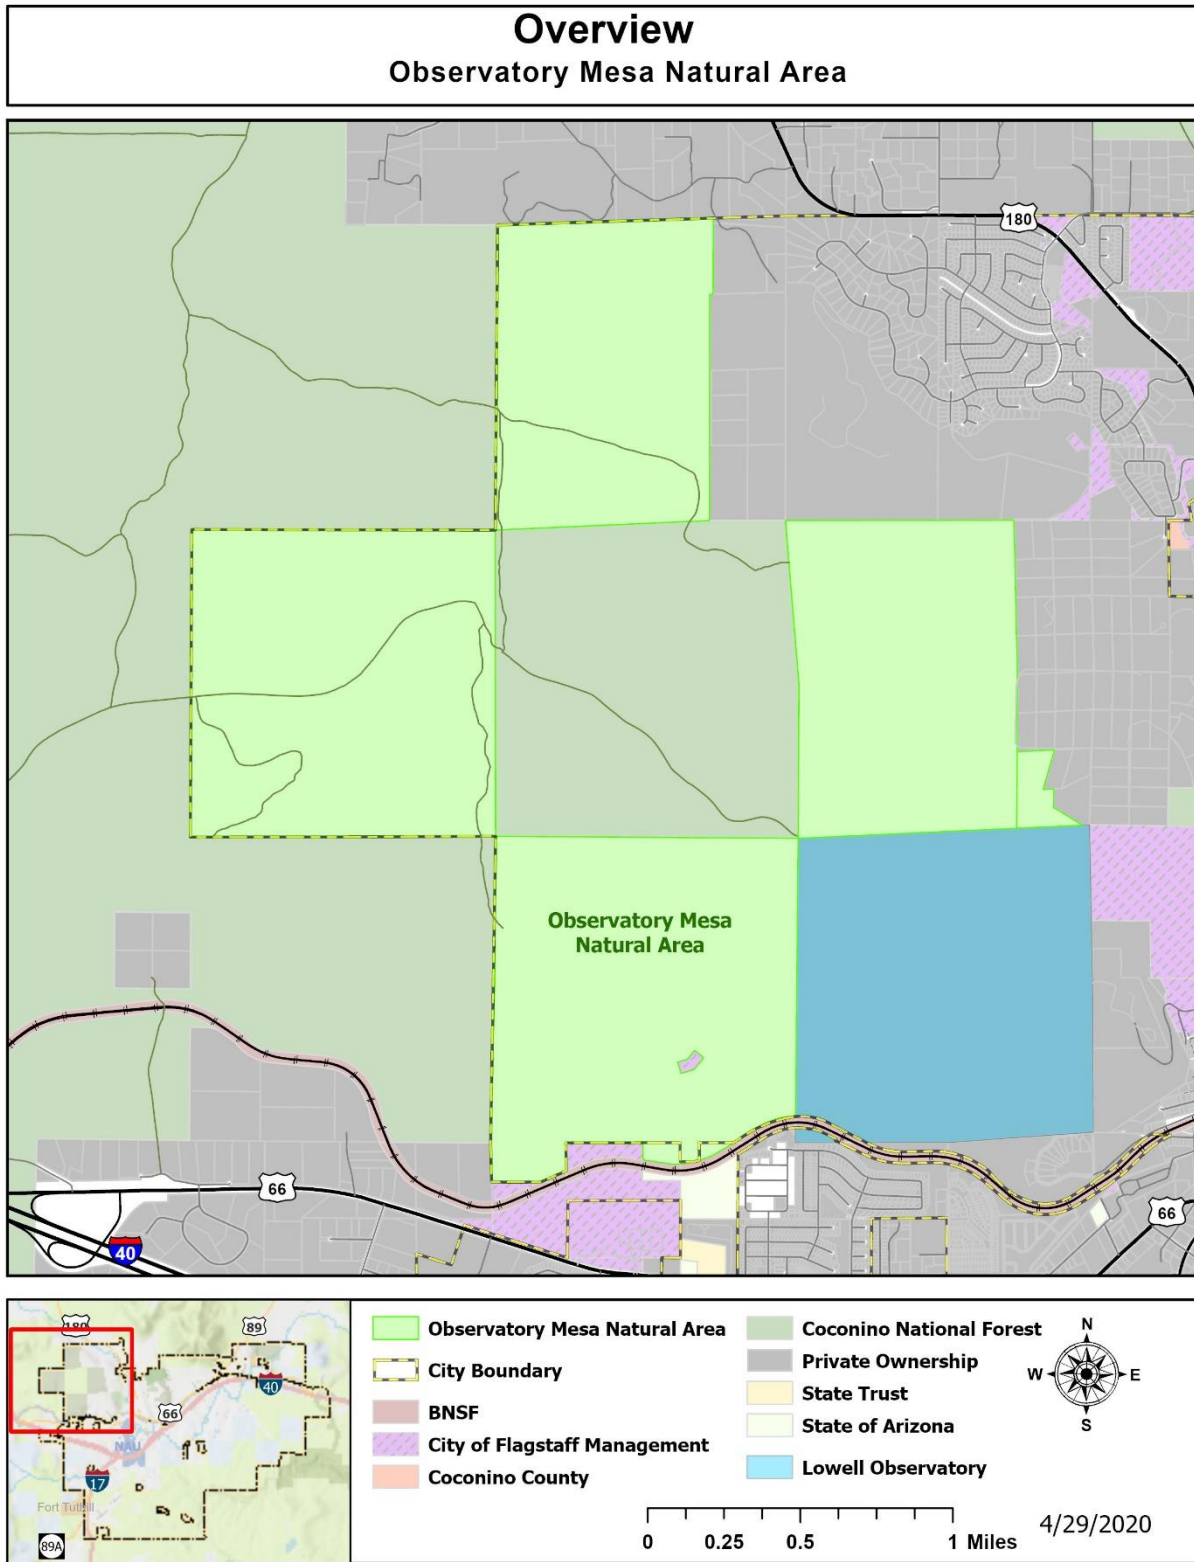 Overview
Observatory Mesa Natural Area
180
Observatory Mesa
Natural Area
66
66
40
180
89
40
66
NAU
17
Fort Tuthill
89A
Observatory Mesa Natural Area
City Boundary
BNSF
City of Flagstaff Management
Coconino County
Coconino National Forest
Private Ownership
State Trust
State of Arizona
Lowell Observatory
N
W E
S
0 0.25 0.5 1 Miles
4/29/2020